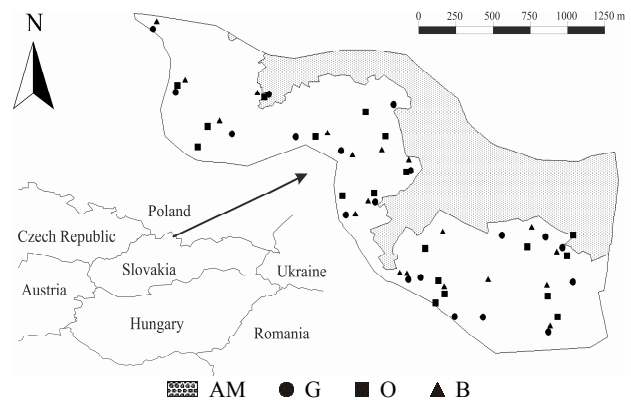 N
0 250 500 750 1000 1250 m
Poland
Czech Republic
Slovakia
Ukraine
Austria
Hungary
Romania
AM G O B